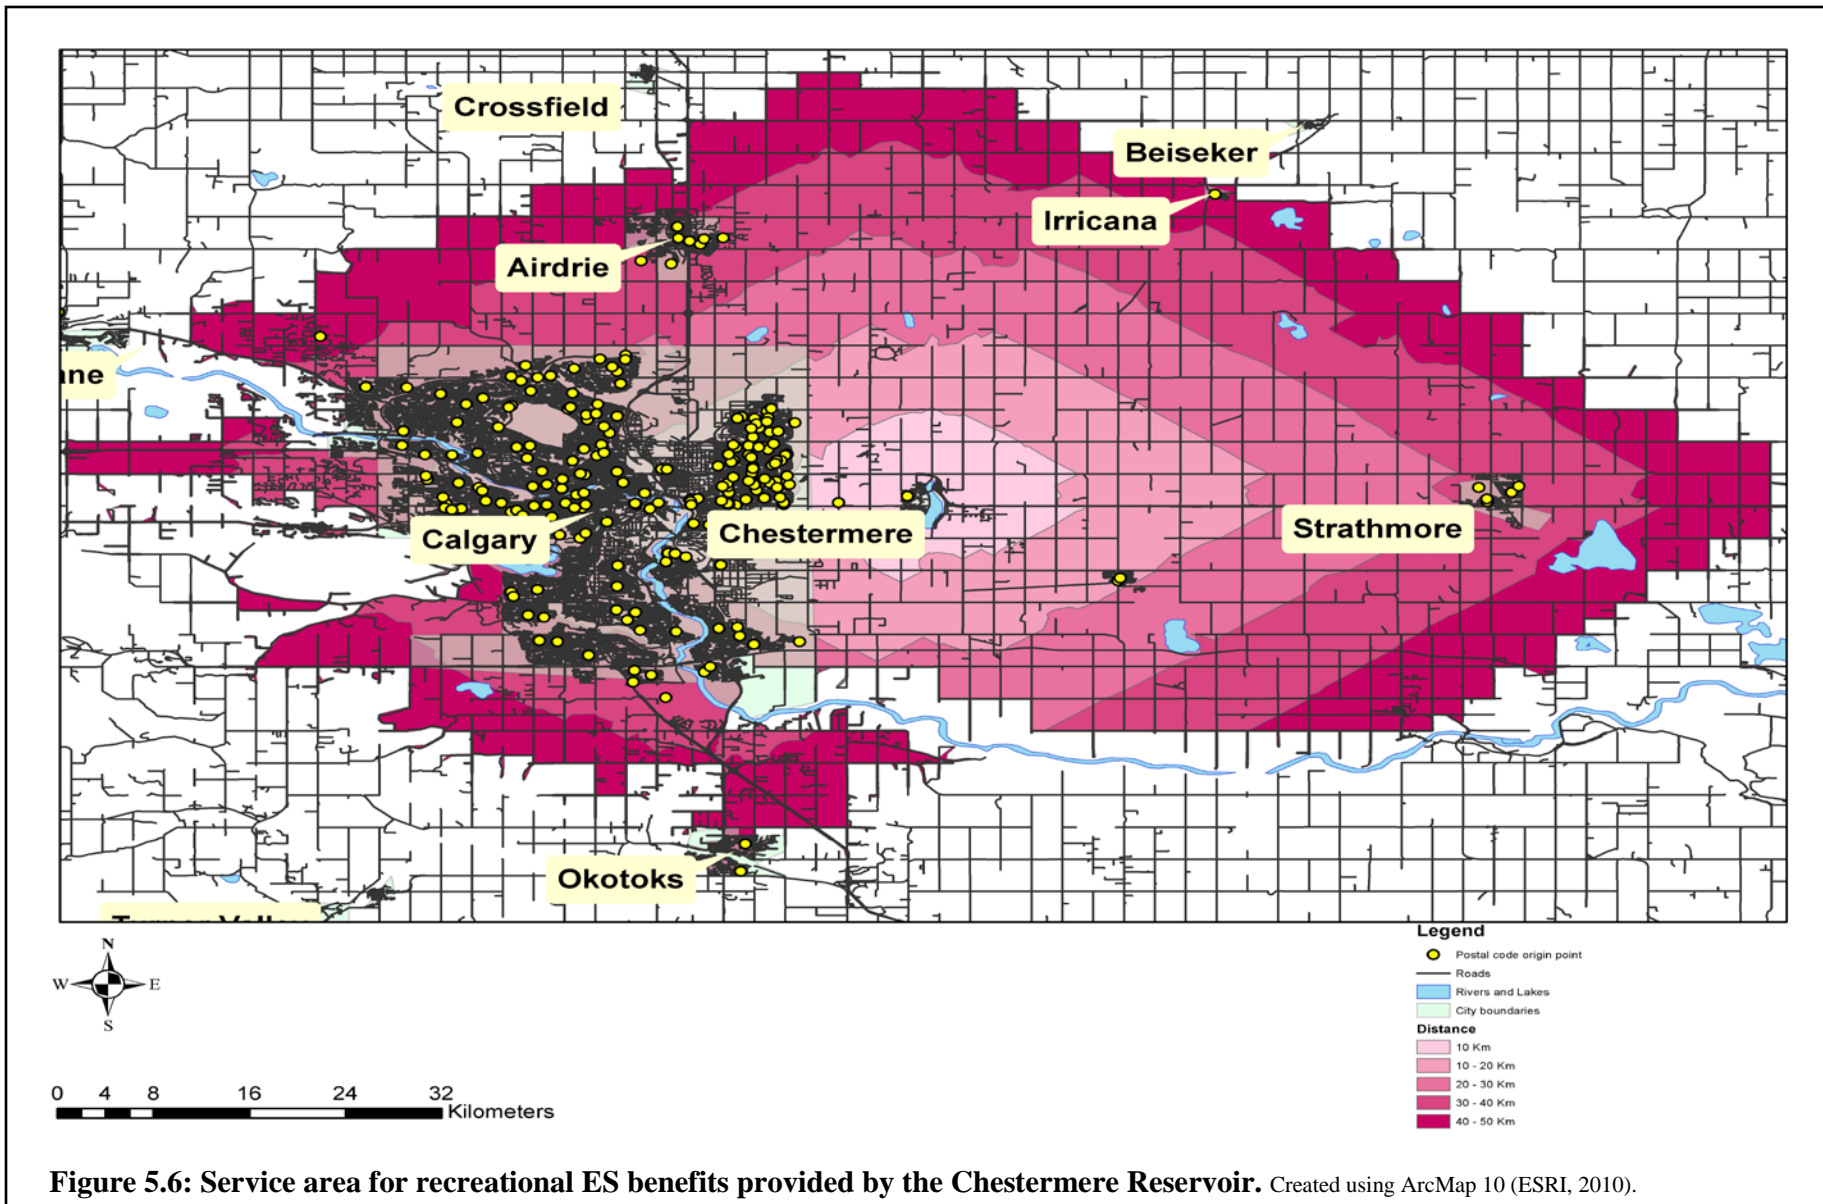 Crossfield
Beiseker
Irricana
Airdrie
ane
Strathmore
Chestermere
Calgary
Okotoks
Legend
Postal code origin point
Roads
Rivers and Lakes
City boundaries
Distance
10 Km
10 - 20 Km
20 - 30 Km
30 - 40 Km
40 - 50 Km
N
W E
S
0 4 8 16 24 32
Kilometers
Figure 5.6: Service area for recreational ES benefits provided by the Chestermere Reservoir. Created using ArcMap 10 (ESRI, 2010).